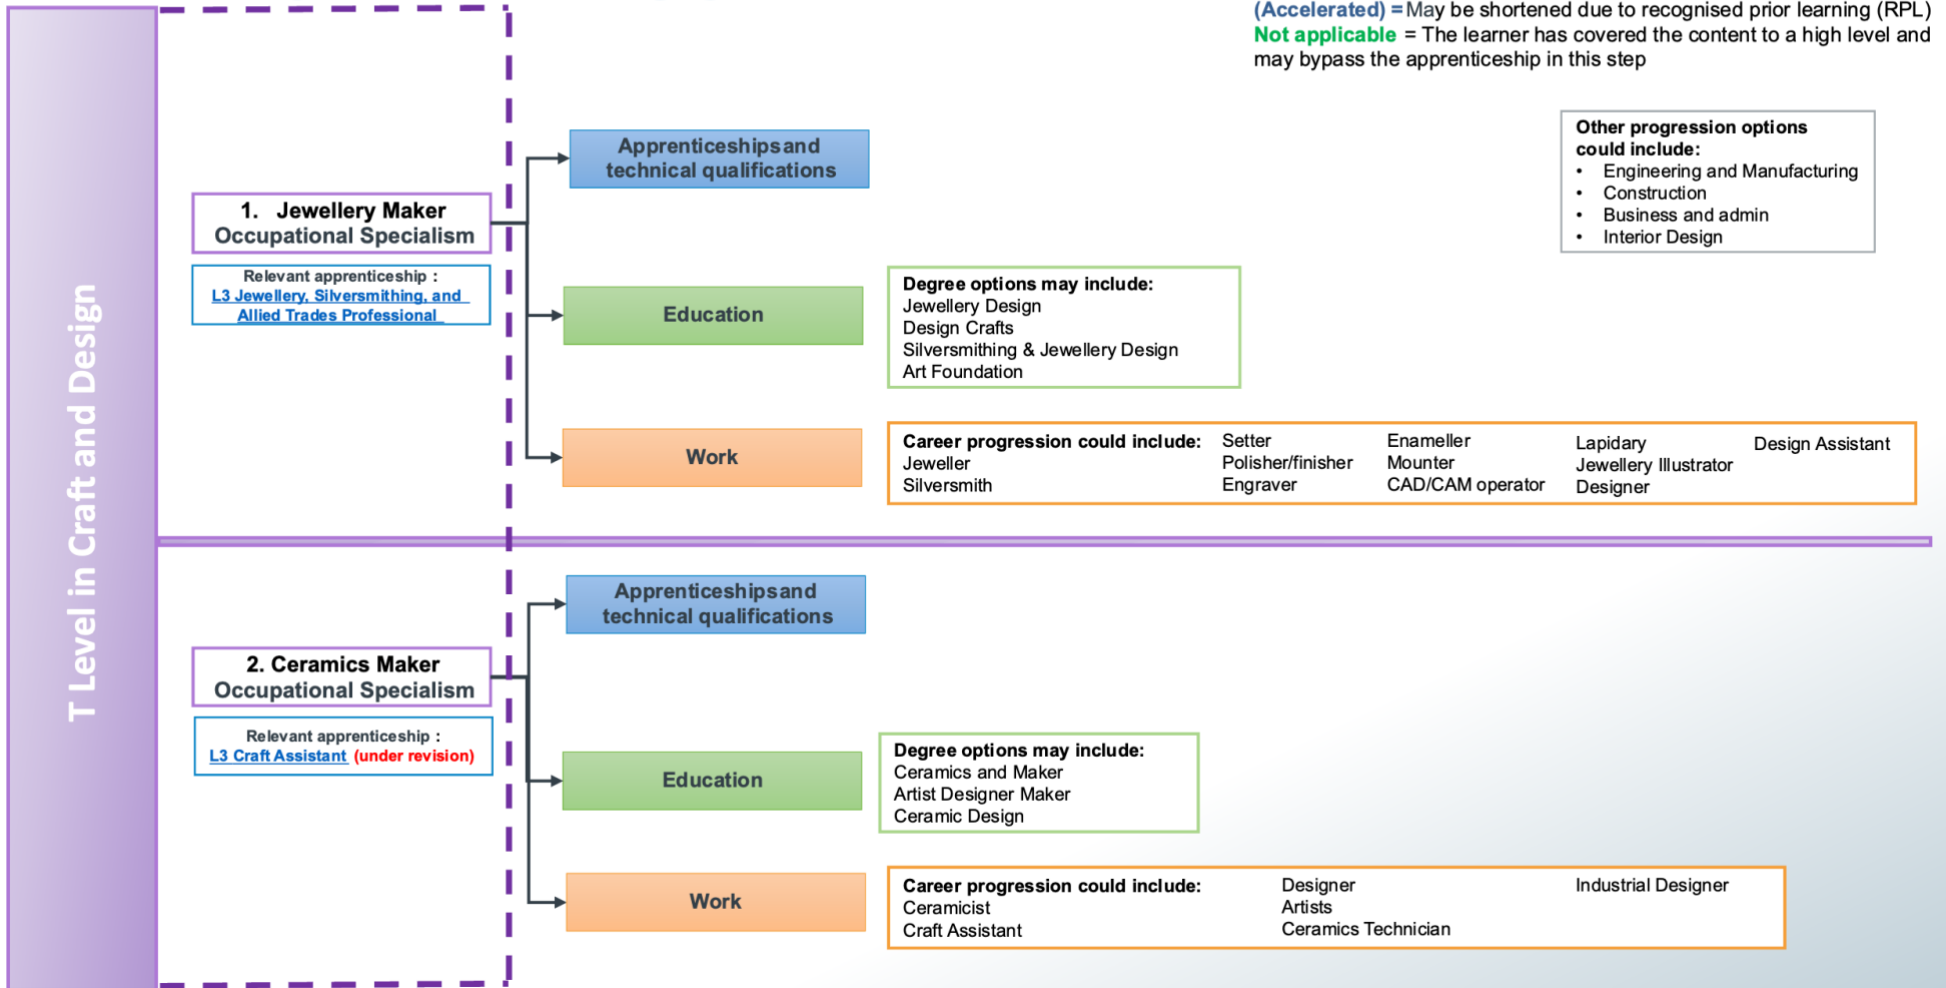 (Accelerated) = May be shortened due to recognised prior learning (RPL)
Not applicable = The learner has covered the content to a high level and
may bypass the apprenticeship in this step
Other progression options
could include:
• Engineering and Manufacturing
• Construction
• Business and admin
• Interior Design
T Level in Craft and Design
1. Jewellery Maker
Occupational Specialism
Relevant apprenticeship :
L3 Jewellery, Silversmithing, and
Allied Trades Professional
Apprenticeships and
technical qualifications
Education
Degree options may include:
Jewellery Design
Design Crafts
Silversmithing & Jewellery Design
Art Foundation
Work
Career progression could include:
Jeweller
Silversmith
Setter
Polisher/finisher
Engraver
Enameller
Mounter
CAD/CAM operator
Lapidary
Jewellery Illustrator
Designer
Design Assistant
2. Ceramics Maker
Occupational Specialism
Relevant apprenticeship :
L3 Craft Assistant (under revision)
Apprenticeships and
technical qualifications
Education
Degree options may include:
Ceramics and Maker
Artist Designer Maker
Ceramic Design
Work
Career progression could include:
Ceramicist
Craft Assistant
Designer
Artists
Ceramics Technician
Industrial Designer